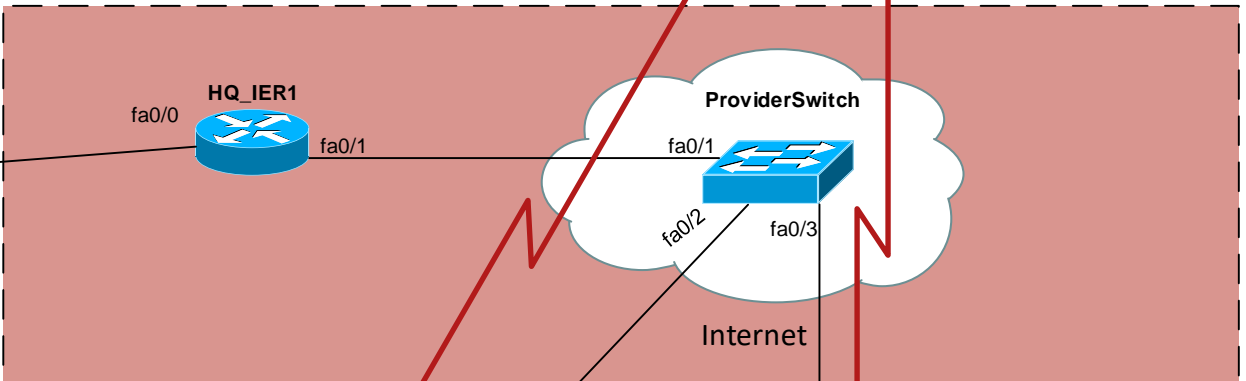 HQ_IER1
ProviderSwitch
fa0/0
fa0/1
fa0/1
fa0/2
fa0/3
Internet